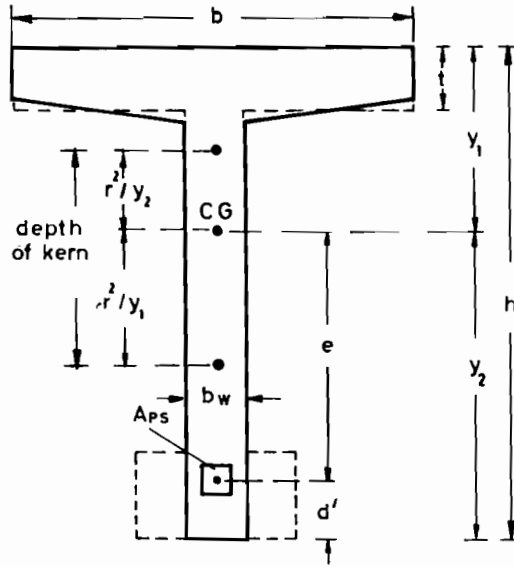 b
t
y₁
r²/y₂
CG
depth
of kern
h
r²/y₁
e
y₂
bw
APS
d'